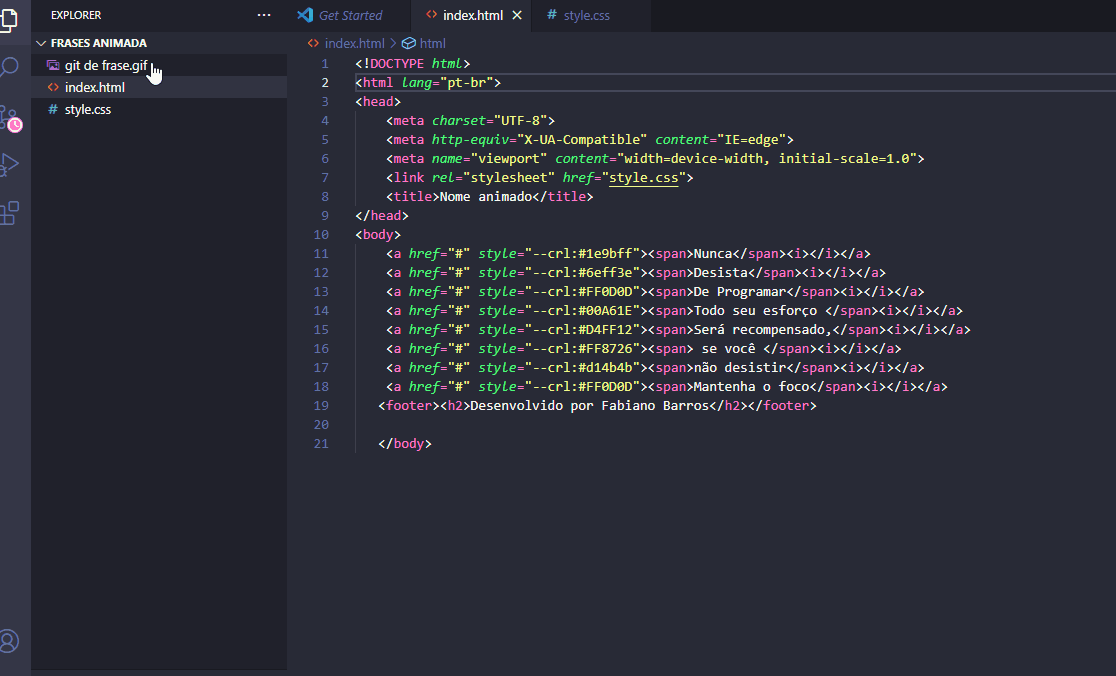 EXPLORER ···
Get Started index.html style.css
FRASES ANIMADA
index.html > html
git de frase.gif
index.html
style.css
1 <!DOCTYPE html>
2 <html lang="pt-br">
3 <head>
4 <meta charset="UTF-8">
5 <meta http-equiv="X-UA-Compatible" content="IE=edge">
6 <meta name="viewport" content="width=device-width, initial-scale=1.0">
7 <link rel="stylesheet" href="style.css">
8 <title>Nome animado</title>
9 </head>
10 <body>
11 <a href="#" style="--crl:#1e9bff"><span>Nunca</span><i></i></a>
12 <a href="#" style="--crl:#6eff3e"><span>Desista</span><i></i></a>
13 <a href="#" style="--crl:#FF0D0D"><span>De Programar</span><i></i></a>
14 <a href="#" style="--crl:#00A61E"><span>Todo seu esforço </span><i></i></a>
15 <a href="#" style="--crl:#D4FF12"><span>Será recompensado,</span><i></i></a>
16 <a href="#" style="--crl:#FF8726"><span> se você </span><i></i></a>
17 <a href="#" style="--crl:#d14b4b"><span>não desistir</span><i></i></a>
18 <a href="#" style="--crl:#FF0D0D"><span>Mantenha o foco</span><i></i></a>
19 <footer><h2>Desenvolvido por Fabiano Barros</h2></footer>
20
21 </body>